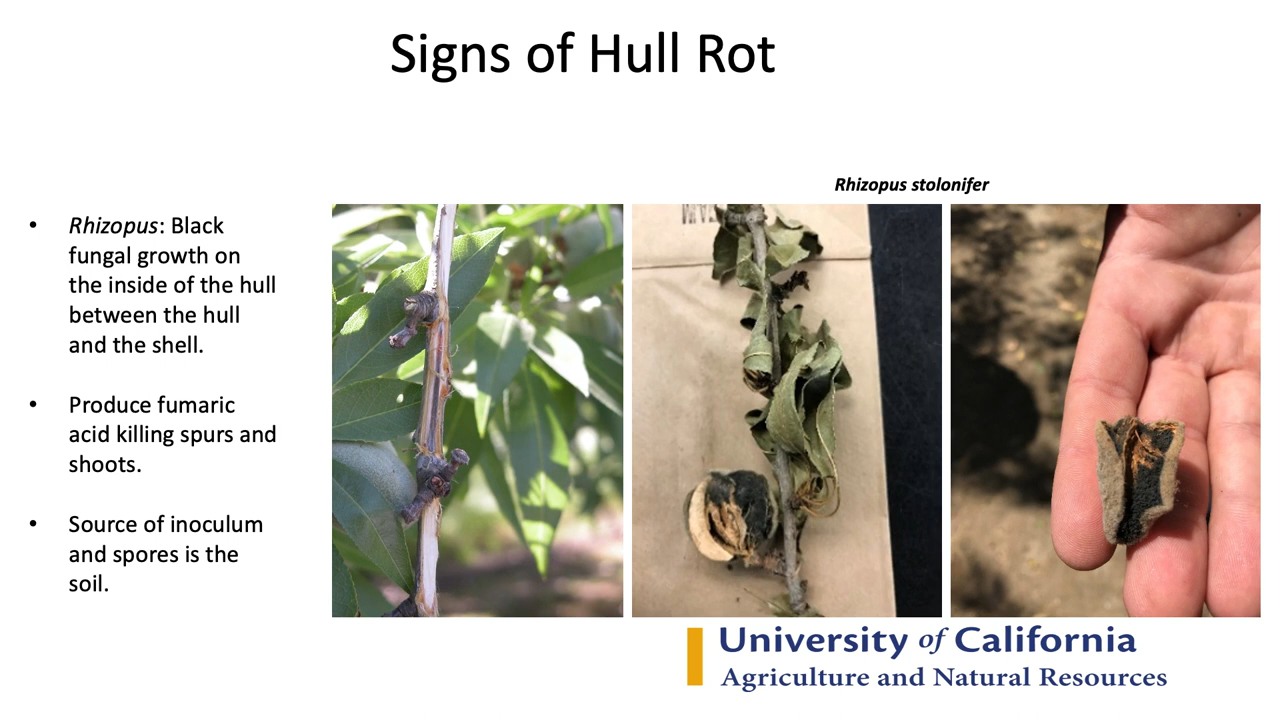 Signs of Hull Rot
Rhizopus stolonifer
• Rhizopus: Black
fungal growth on
the inside of the hull
between the hull
and the shell.
• Produce fumaric
acid killing spurs and
shoots.
• Source of inoculum
and spores is the
soil.
University of California
Agriculture and Natural Resources